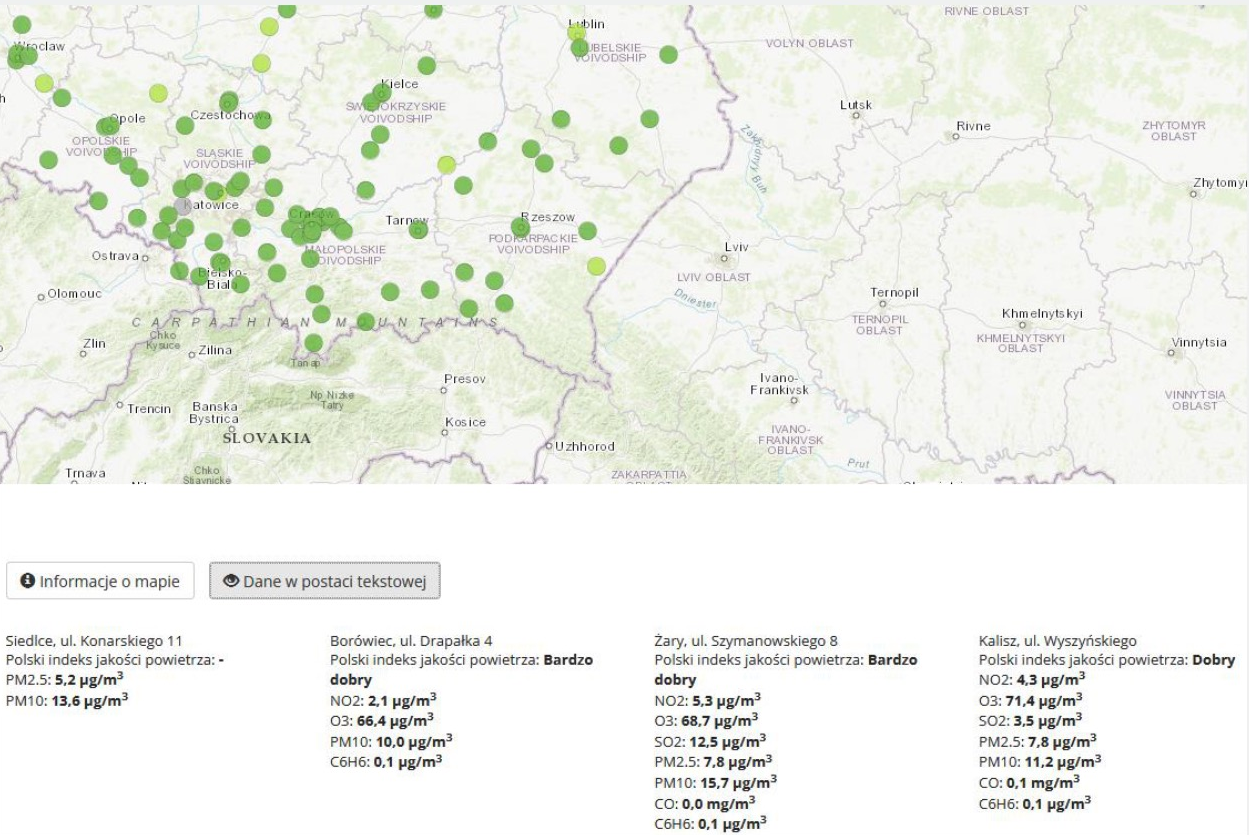 RIVNE OBLAST
Lublin
Wroclaw
LUBELSKIE
VOIVODSHIP
VOLYN OBLAST
Kielce
ŚWIĘTOKRZYSKIE
VOIVODSHIP
Lutsk
Opole
Czestochowa
Rivne
ZHYTOMYR
OBLAST
OPOLSKIE
VOIVODSHIP
ŚLĄSKIE
VOIVODSHIP
Zakhidnyy Buh
Zhytomyr
Katowice
Cracow
Tarnow
Rzeszow
PODKARPACKIE
VOIVODSHIP
MAŁOPOLSKIE
VOIVODSHIP
Lviv
Ostrava
Bielsko-
Biala
LVIV OBLAST
Olomouc
Dniester
Ternopil
Khmelnytskyi
TERNOPIL
OBLAST
CARPATHIAN MOUNTAINS
Chko
Kysuce
Zlin
Zilina
KHMELNYTSKYI
OBLAST
Vinnytsia
Tanap
Presov
Ivano-
Frankivsk
Np Nizke
Tatry
VINNYTSIA
OBLAST
Trencin
Banska
Bystrica
Kosice
SLOVAKIA
IVANO-
FRANKIVSK
OBLAST
Uzhhorod
Prut
Trnava
Chko
Stiavnicke
ZAKARPATTIA
Informacje o mapie
Dane w postaci tekstowej
Siedlce, ul. Konarskiego 11
Polski indeks jakości powietrza: -
PM2.5: 5,2 µg/m³
PM10: 13,6 µg/m³
Borówiec, ul. Drapałka 4
Polski indeks jakości powietrza: Bardzo
dobry
NO2: 2,1 µg/m³
O3: 66,4 µg/m³
PM10: 10,0 µg/m³
C6H6: 0,1 µg/m³
Żary, ul. Szymanowskiego 8
Polski indeks jakości powietrza: Bardzo
dobry
NO2: 5,3 µg/m³
O3: 68,7 µg/m³
SO2: 12,5 µg/m³
PM2.5: 7,8 µg/m³
PM10: 15,7 µg/m³
CO: 0,0 mg/m³
C6H6: 0,1 µg/m³
Kalisz, ul. Wyszyńskiego
Polski indeks jakości powietrza: Dobry
NO2: 4,3 µg/m³
O3: 71,4 µg/m³
SO2: 3,5 µg/m³
PM2.5: 7,8 µg/m³
PM10: 11,2 µg/m³
CO: 0,1 mg/m³
C6H6: 0,1 µg/m³